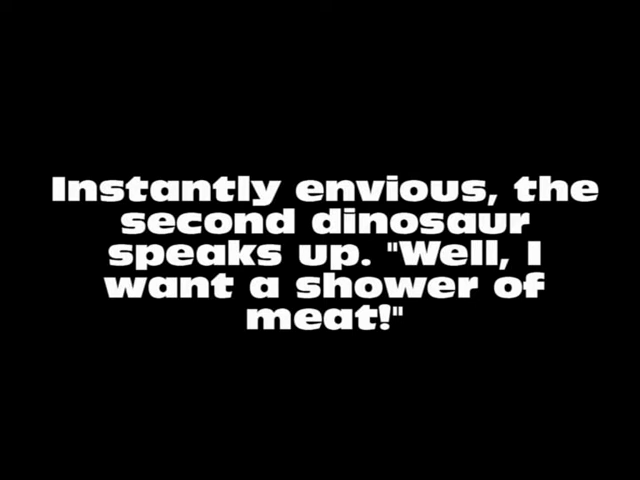 Instantly envious, the
second dinosaur
speaks up. "Well, I
want a shower of
meat!"